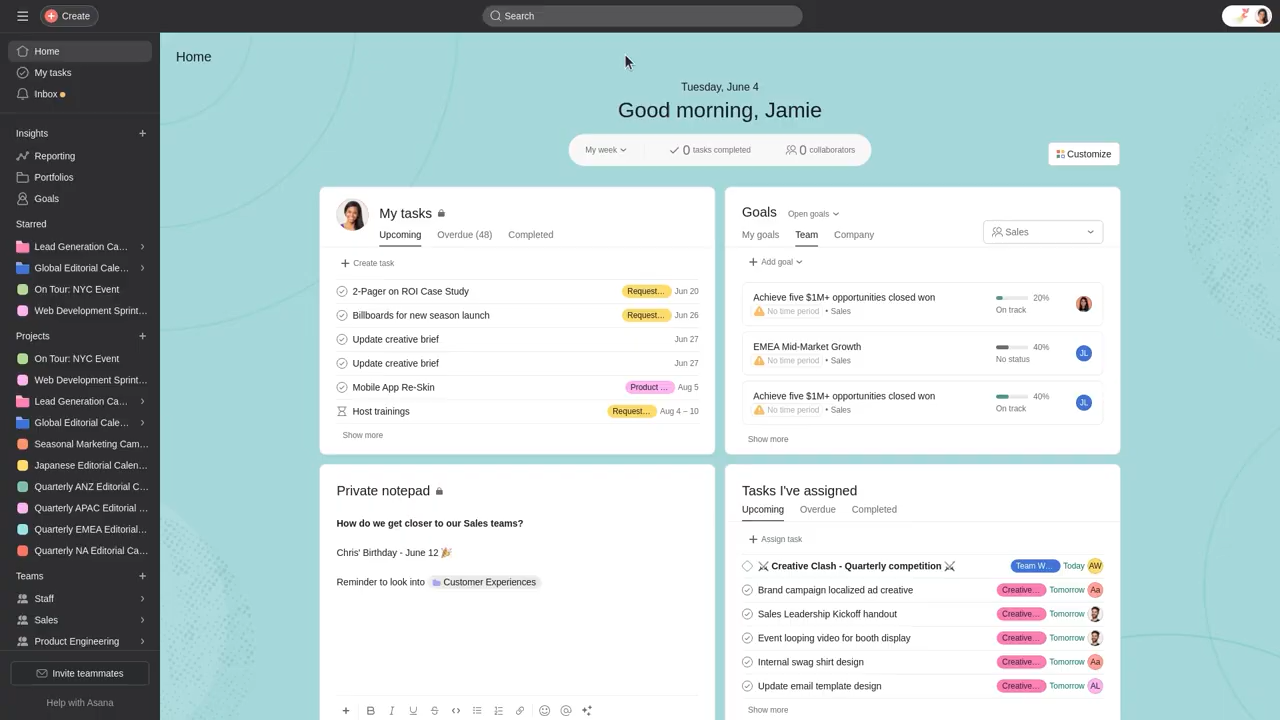 Create
Search
Home
My tasks
Inbox
Insights
Reporting
Portfolios
Goals
Starred
Lead Generation Ca...
Global Editorial Cale...
On Tour: NYC Event
Web Development Sprint...
Projects
On Tour: NYC Event
Web Development Sprint...
Lead Generation Ca...
Global Editorial Cale...
Seasonal Marketing Cam...
Japanese Editorial Calen...
Quarterly ANZ Editorial C...
Quarterly APAC Editorial ...
Quarterly EMEA Editorial...
Quarterly NA Editorial Ca...
Teams
Staff
Sales
Product Engineering
Invite teammates
Help with Asana
Home
Tuesday, June 4
Good morning, Jamie
My week 0 tasks completed 0 collaborators
Customize
My tasks
Upcoming Overdue (48) Completed
Create task
2-Pager on ROI Case Study Request... Jun 20
Billboards for new season launch Request... Jun 26
Update creative brief Jun 27
Update creative brief Jun 27
Mobile App Re-Skin Product ... Aug 5
Host trainings Request... Aug 4 – 10
Show more
Goals Open goals
My goals Team Company Sales
Add goal
Achieve five $1M+ opportunities closed won 20%
No time period • Sales On track
EMEA Mid-Market Growth 40% JL
No time period • Sales No status
Achieve five $1M+ opportunities closed won 40% JL
No time period • Sales On track
Show more
Private notepad
How do we get closer to our Sales teams?
Chris' Birthday - June 12 🎉
Reminder to look into Customer Experiences
B I U S
Tasks I've assigned
Upcoming Overdue Completed
Assign task
⚔ Creative Clash - Quarterly competition ⚔ Team W... Today AW
Brand campaign localized ad creative Creative... Tomorrow Aa
Sales Leadership Kickoff handout Creative... Tomorrow
Event looping video for booth display Creative... Tomorrow
Internal swag shirt design Creative... Tomorrow Aa
Update email template design Creative... Tomorrow AL
Show more